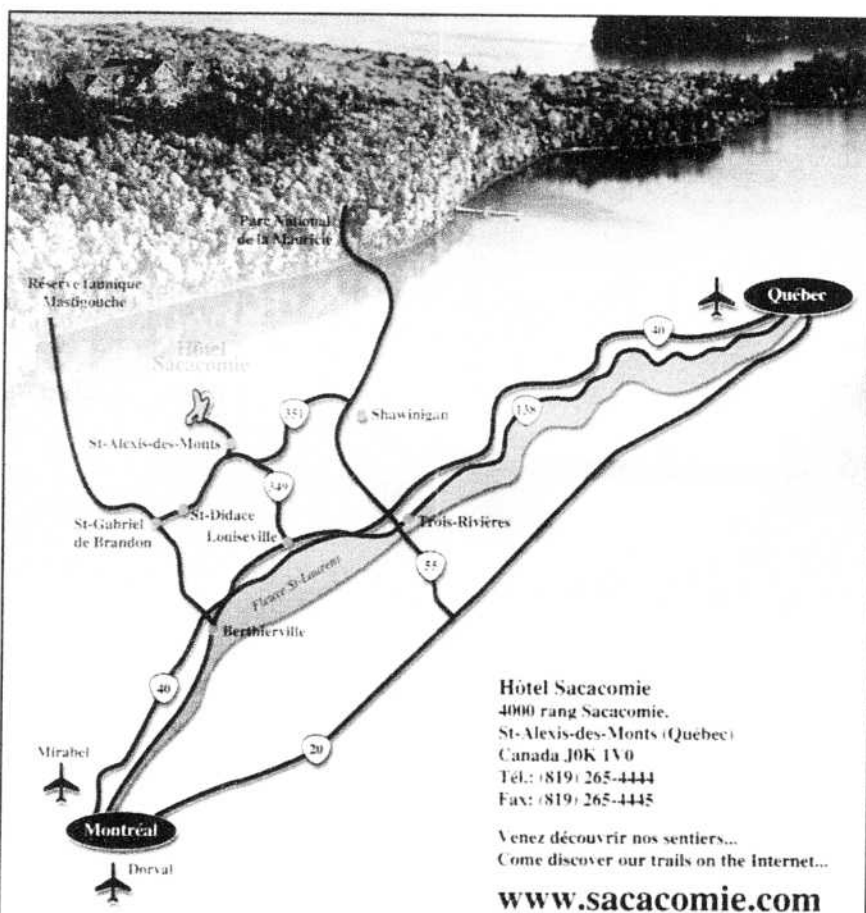 Parc National
de la Mauricie
Réserve faunique
Mastigouche
Québec
40
Hôtel
Sacacomie
138
351
Shawinigan
St-Alexis-des-Monts
349
St-Didace
St-Gabriel
de Brandon
Louiseville
Trois-Rivières
55
Fleuve St-Laurent
Berthierville
40
20
Mirabel
Montréal
Dorval
Hôtel Sacacomie
4000 rang Sacacomie.
St-Alexis-des-Monts (Québec)
Canada J0K 1V0
Tél.: (819) 265-4444
Fax: (819) 265-4445
Venez découvrir nos sentiers...
Come discover our trails on the Internet...
www.sacacomie.com